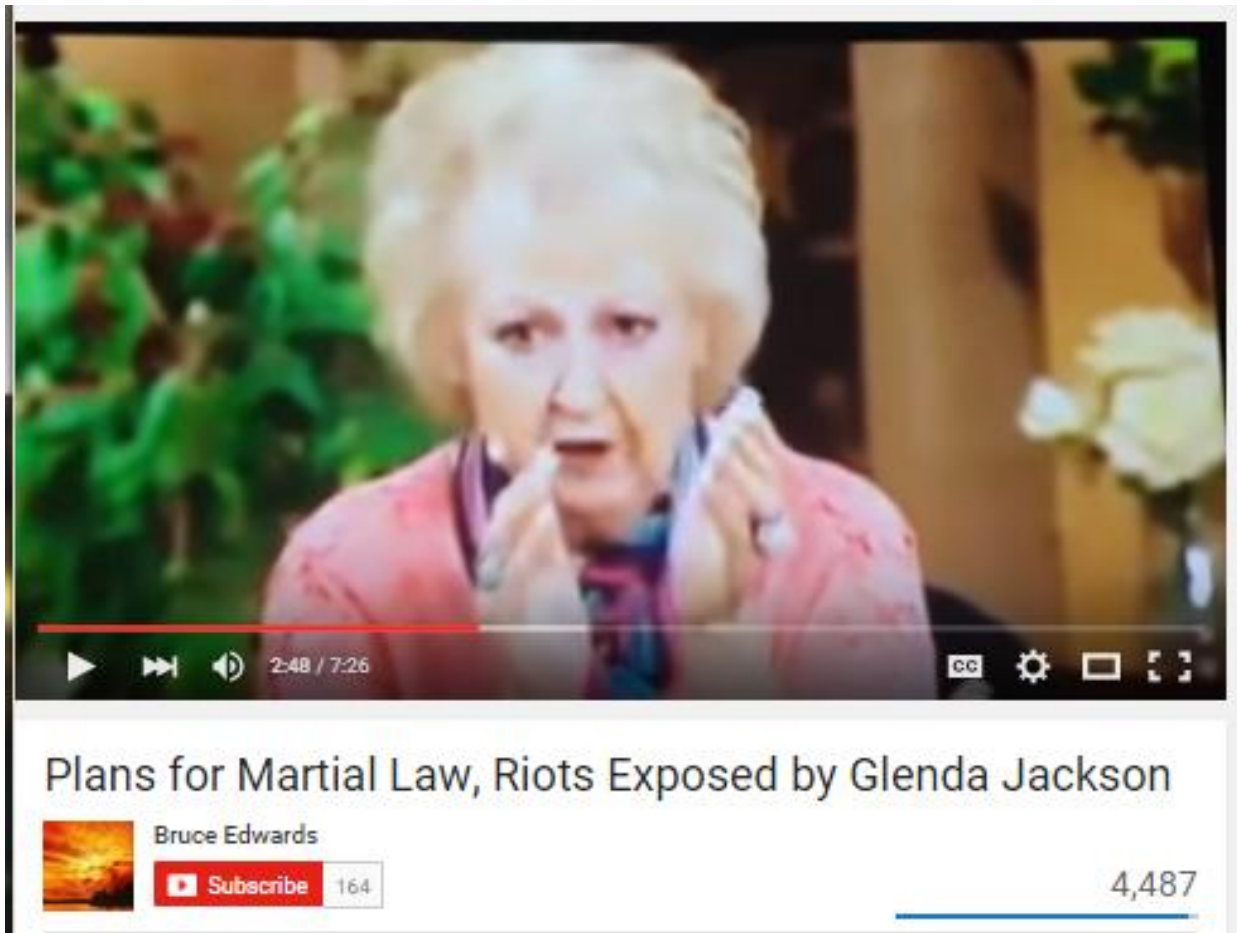 2:48 / 7:26
CC
Plans for Martial Law, Riots Exposed by Glenda Jackson
Bruce Edwards
Subscribe 164
4,487